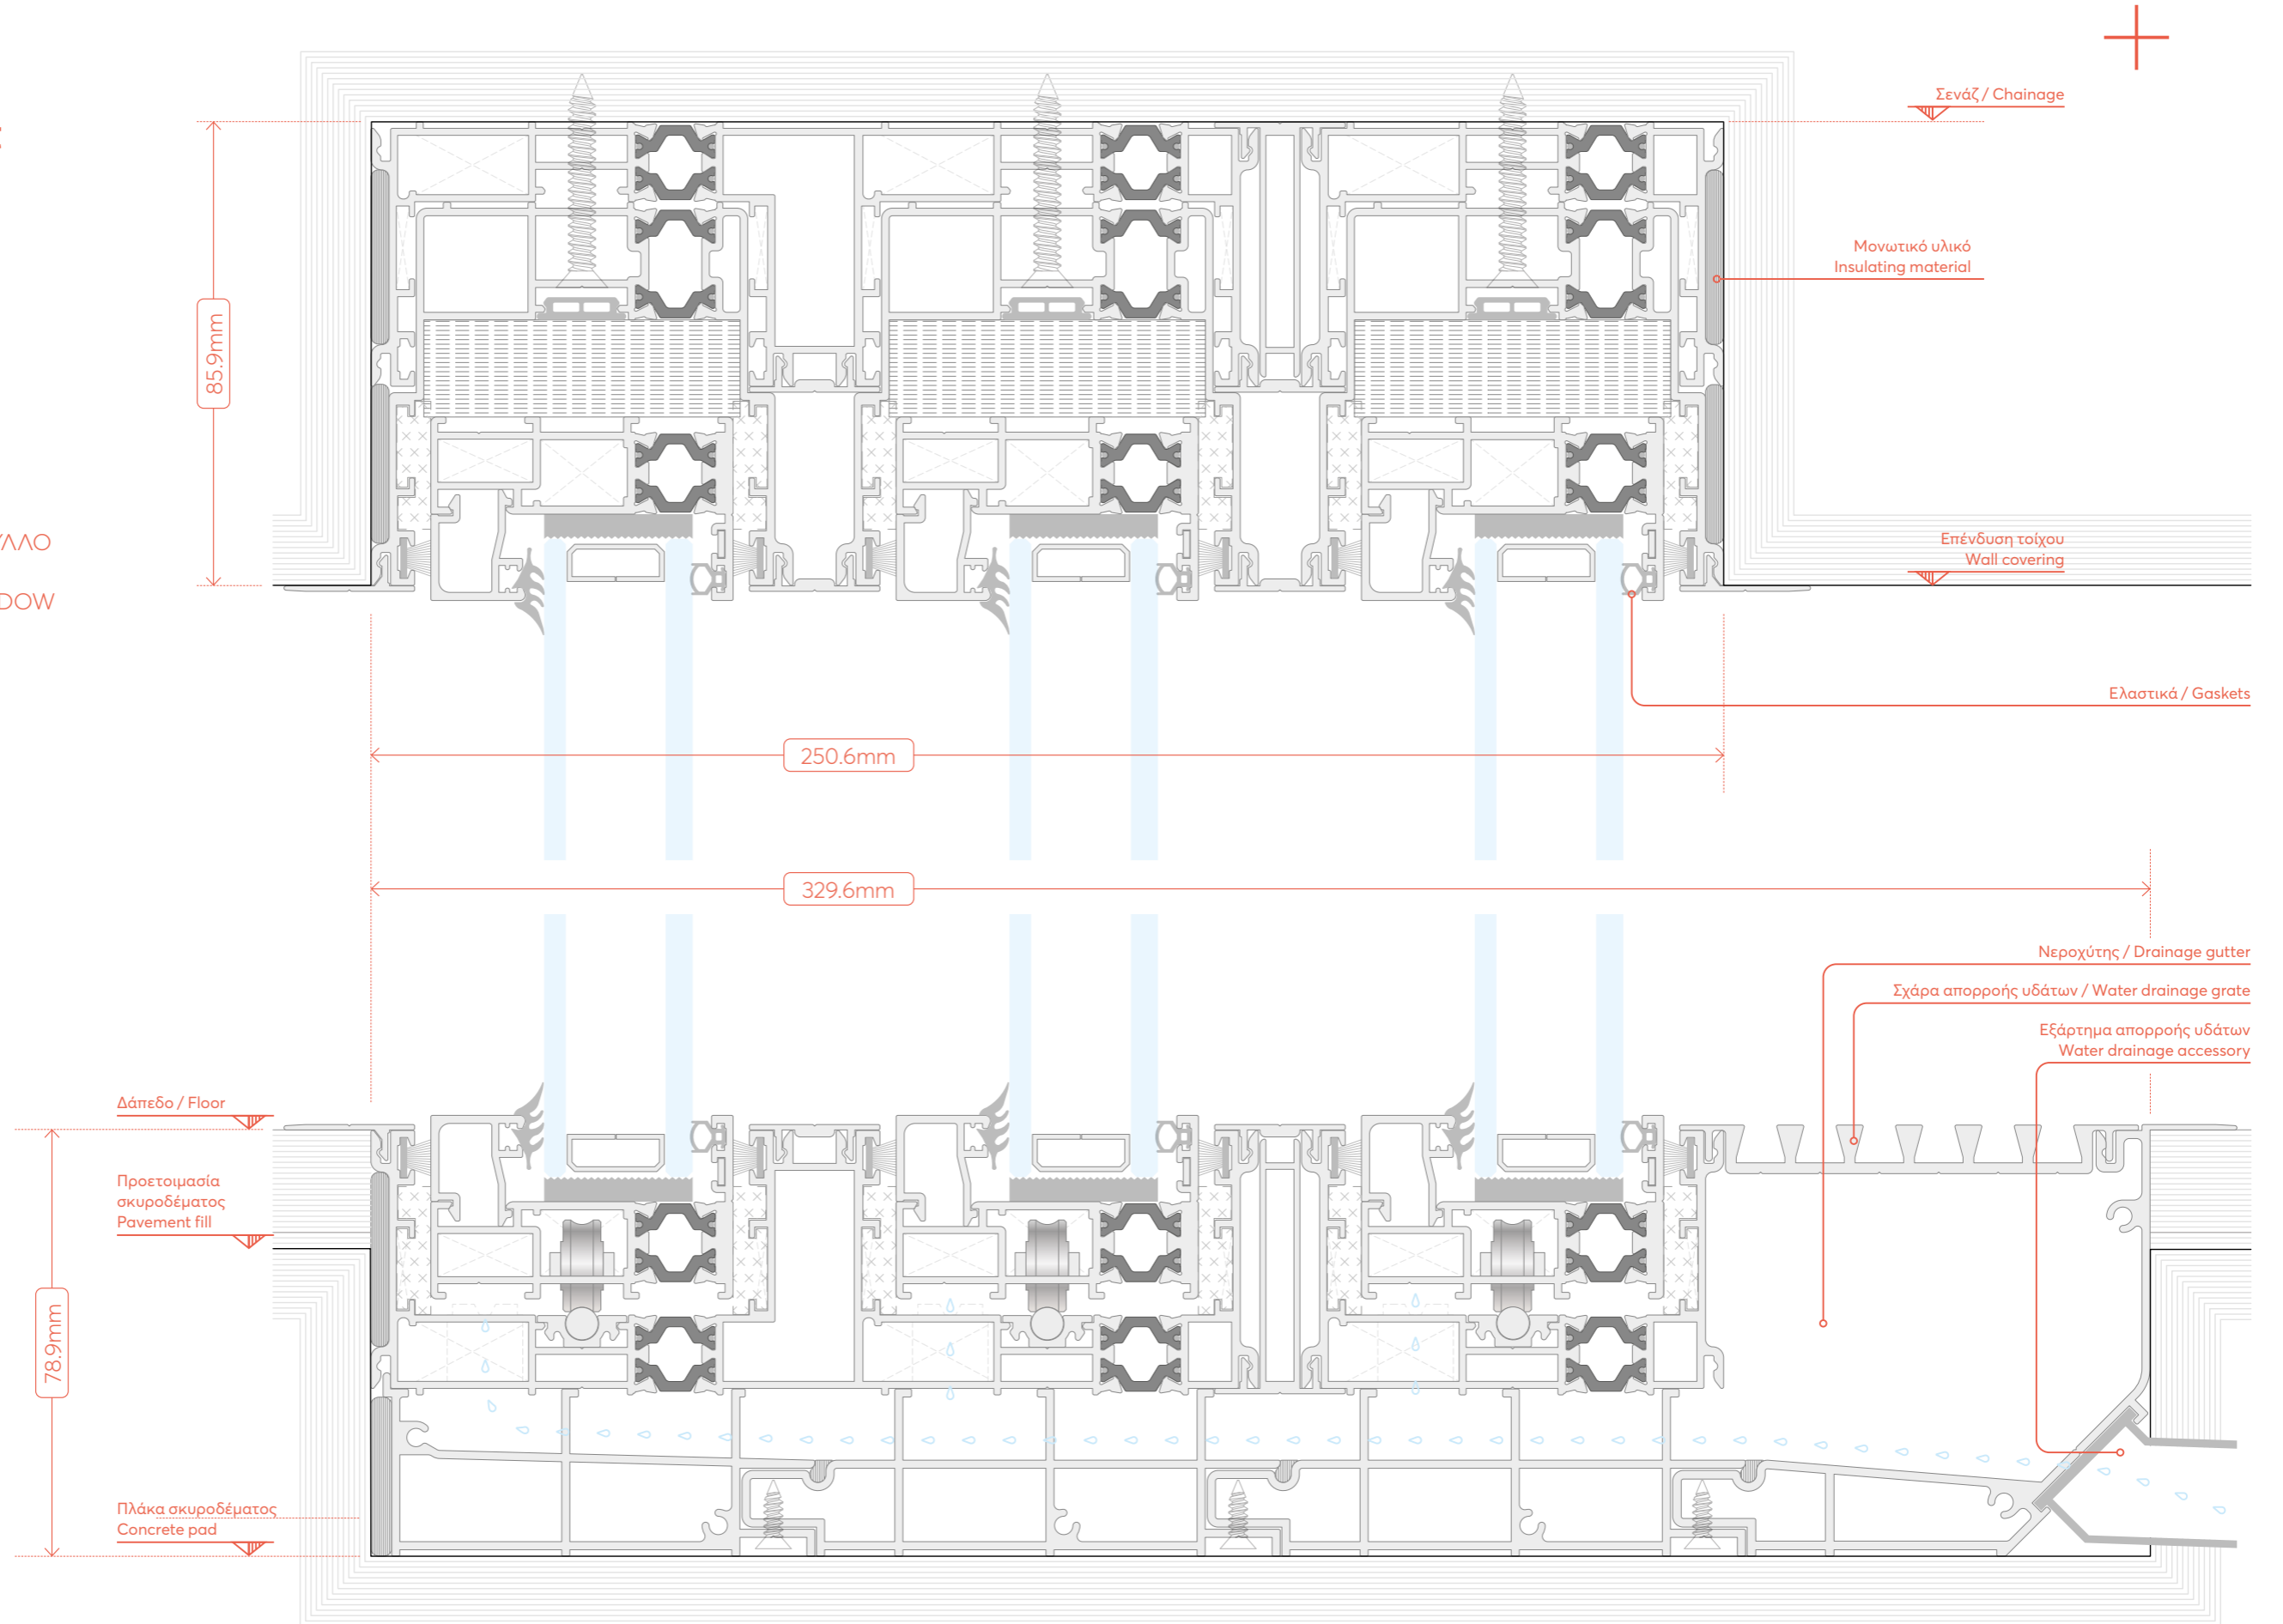 Σενάζ / Chainage
Μονωτικό υλικό
Insulating material
85.9mm
Επένδυση τοίχου
Wall covering
DOW
Ελαστικά / Gaskets
250.6mm
329.6mm
Νεροχύτης / Drainage gutter
Σχάρα απορροής υδάτων / Water drainage grate
Εξάρτημα απορροής υδάτων
Water drainage accessory
Δάπεδο / Floor
Προετοιμασία
σκυροδέματος
Pavement fill
78.9mm
Πλάκα σκυροδέματος
Concrete pad